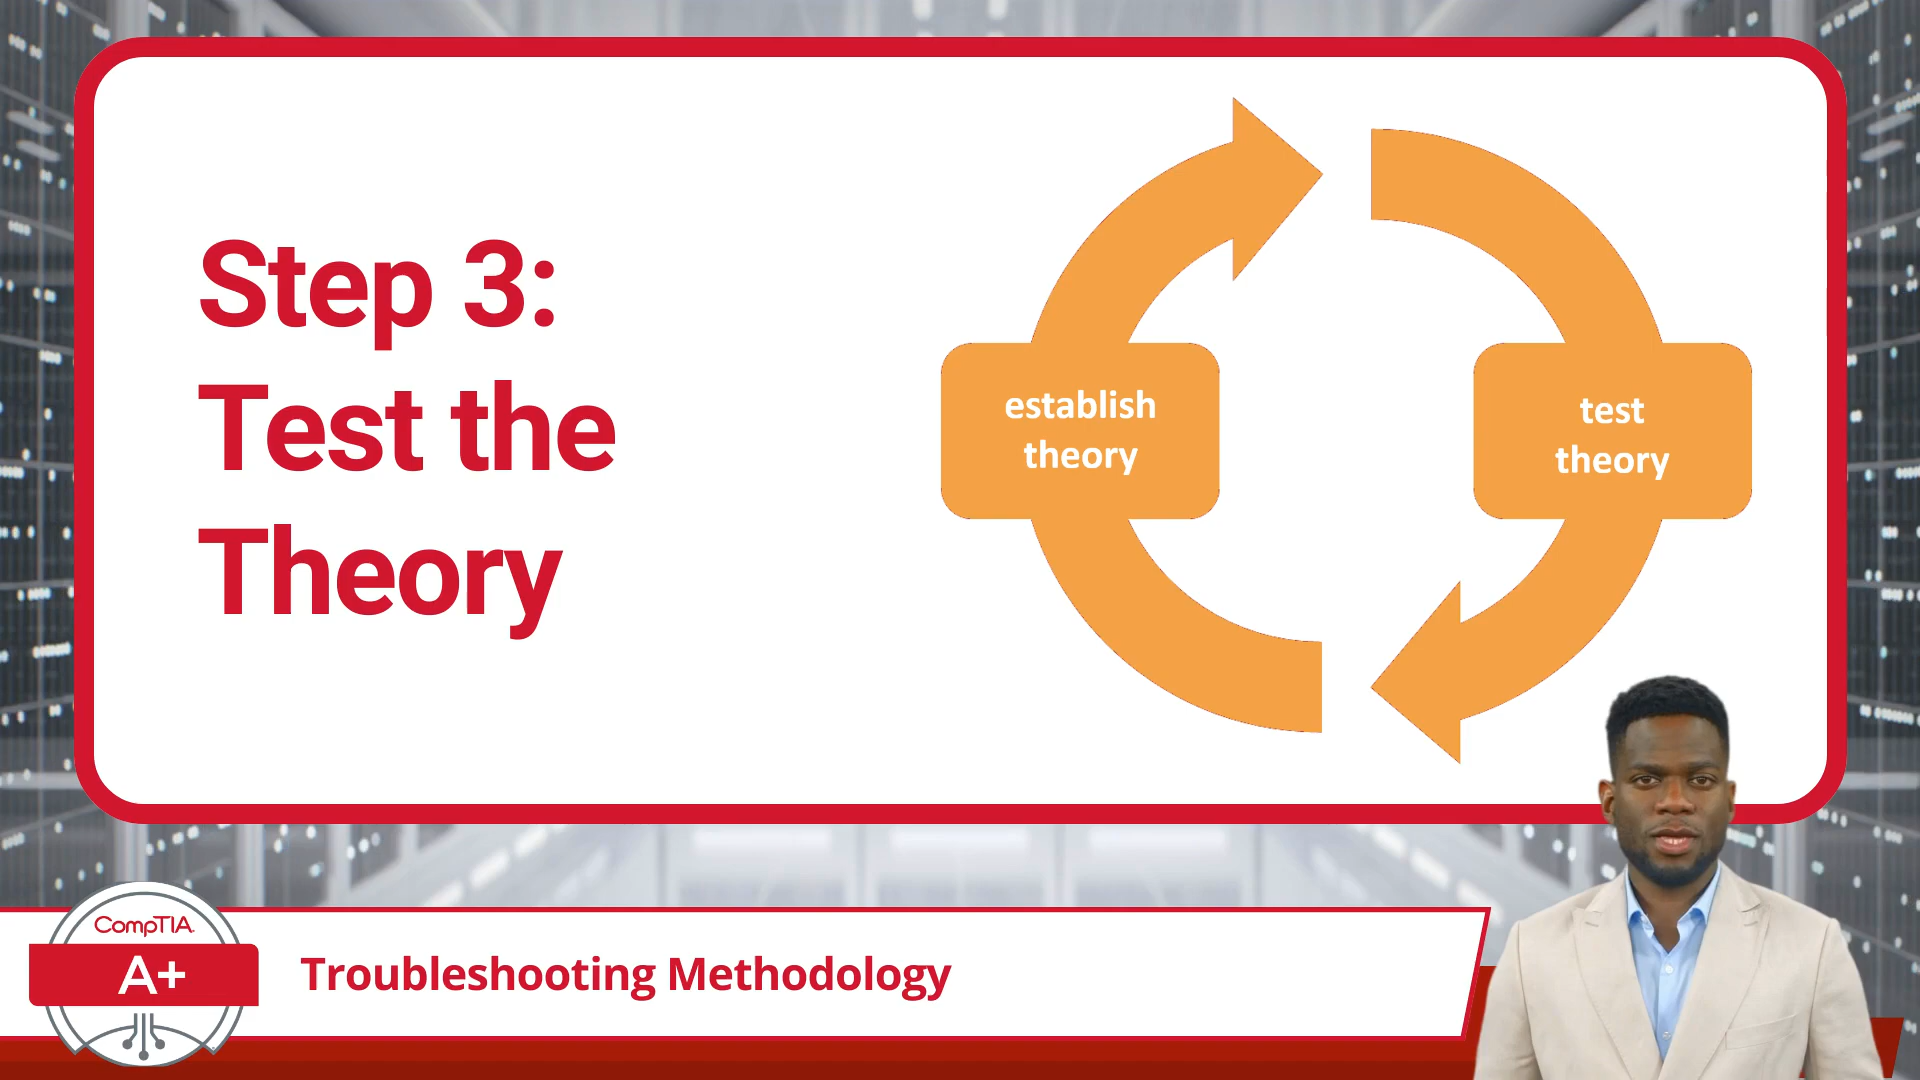 Step 3:
Test the
Theory
establish
theory
test
theory
CompTIA.
A+
Troubleshooting Methodology